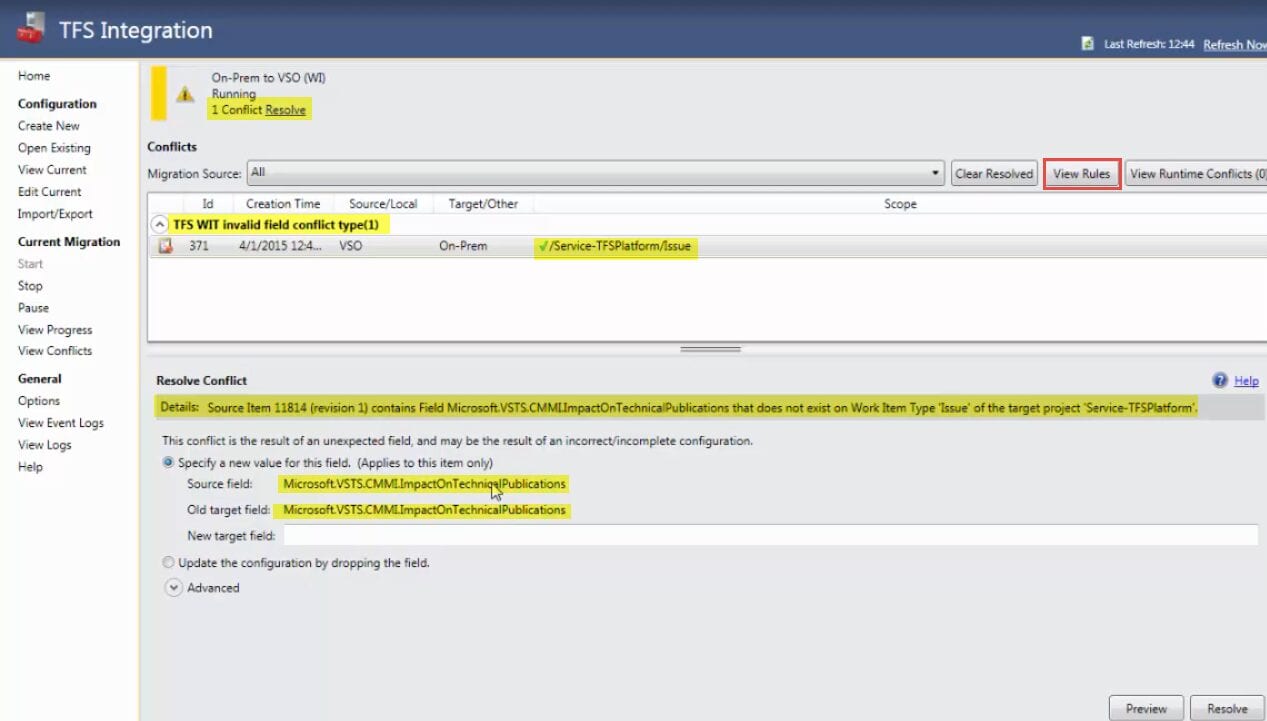 TFS Integration
Last Refresh: 12:44 Refresh Now
Home
Configuration
Create New
Open Existing
View Current
Edit Current
Import/Export
Current Migration
Start
Stop
Pause
View Progress
View Conflicts
General
Options
View Event Logs
View Logs
Help
On-Prem to VSO (WI)
Running
1 Conflict Resolve
Conflicts
Migration Source: All Clear Resolved View Rules View Runtime Conflicts (0)
Id Creation Time Source/Local Target/Other Scope
TFS WIT invalid field conflict type(1)
371 4/1/2015 12:4... VSO On-Prem ✓/Service-TFSPlatform/Issue
Resolve Conflict Help
Details: Source Item 11814 (revision 1) contains Field Microsoft.VSTS.CMMI.ImpactOnTechnicalPublications that does not exist on Work Item Type 'Issue' of the target project 'Service-TFSPlatform'.
This conflict is the result of an unexpected field, and may be the result of an incorrect/incomplete configuration.
Specify a new value for this field. (Applies to this item only)
Source field: Microsoft.VSTS.CMMI.ImpactOnTechnicalPublications
Old target field: Microsoft.VSTS.CMMI.ImpactOnTechnicalPublications
New target field:
Update the configuration by dropping the field.
Advanced
Preview Resolve